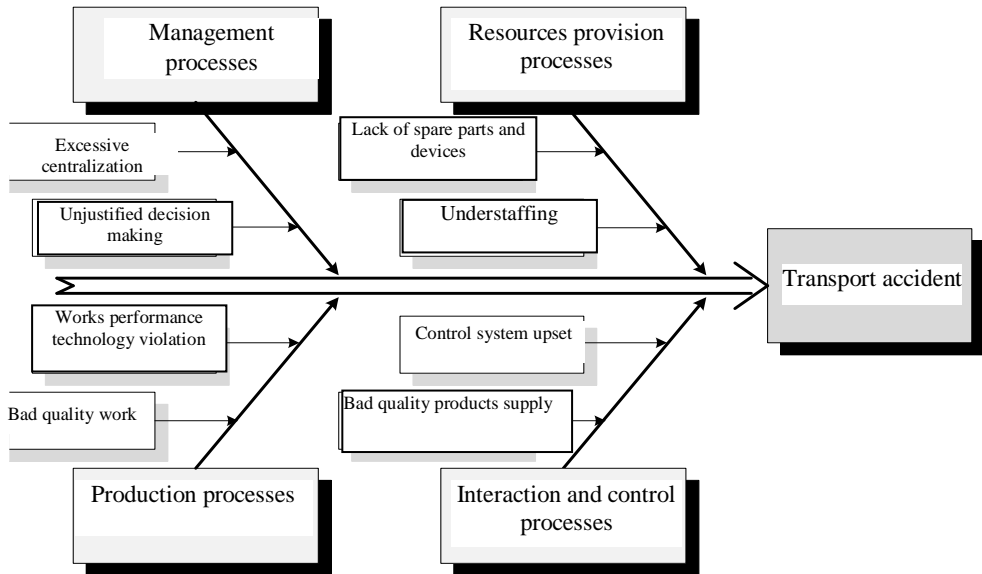 Management
processes
Resources provision
processes
Excessive
centralization
Lack of spare parts and
devices
Unjustified decision
making
Understaffing
Transport accident
Works performance
technology violation
Control system upset
Bad quality work
Bad quality products supply
Production processes
Interaction and control
processes